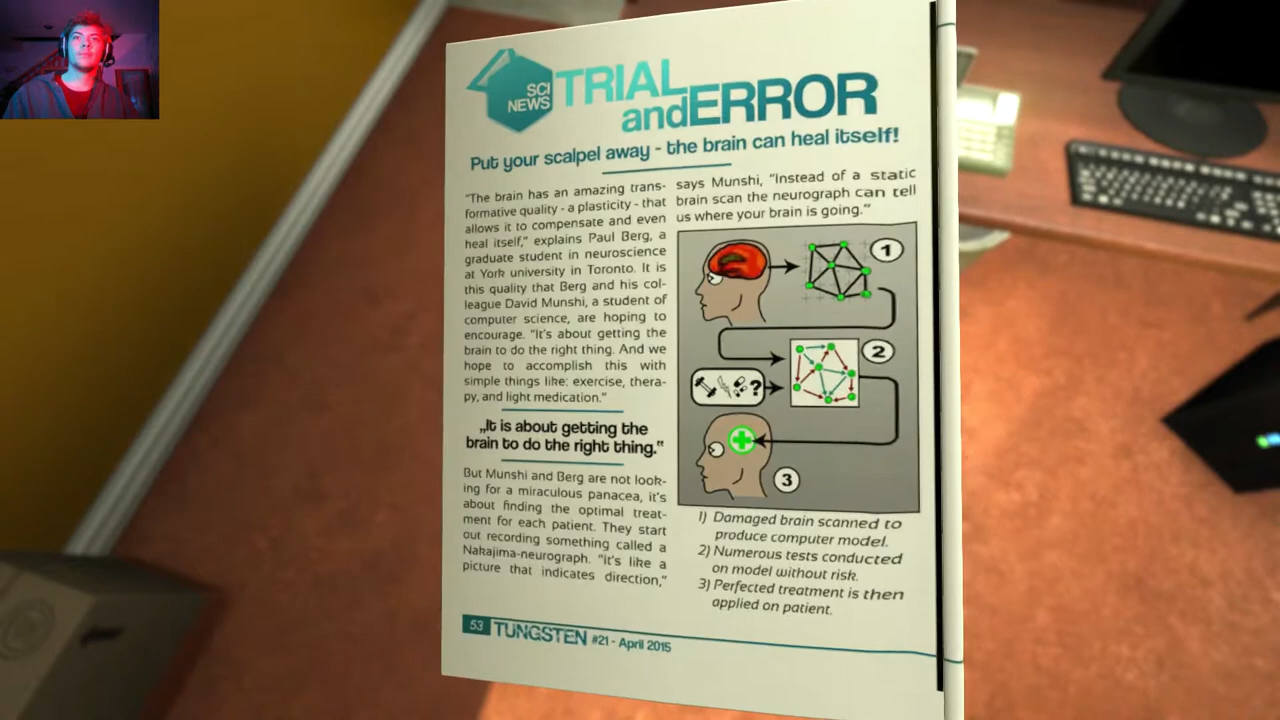 SCI
NEWS
TRIAL
and ERROR
Put your scalpel away - the brain can heal itself!
"The brain has an amazing trans-
formative quality - a plasticity - that
allows it to compensate and even
heal itself," explains Paul Berg, a
graduate student in neuroscience
at York university in Toronto. It is
this quality that Berg and his col-
league David Munshi, a student of
computer science, are hoping to
encourage. "It's about getting the
brain to do the right thing. And we
hope to accomplish this with
simple things like: exercise, thera-
py, and light medication."
„It is about getting the
brain to do the right thing."
But Munshi and Berg are not look-
ing for a miraculous panacea, it's
about finding the optimal treat-
ment for each patient. They start
out recording something called a
Nakajima-neurograph. "it's like a
picture that indicates direction,"
says Munshi, "Instead of a static
brain scan the neurograph can tell
us where your brain is going."
1
2
?
3
1) Damaged brain scanned to
produce computer model.
2) Numerous tests conducted
on model without risk.
3) Perfected treatment is then
applied on patient.
53 TUNGSTEN #21 - April 2015